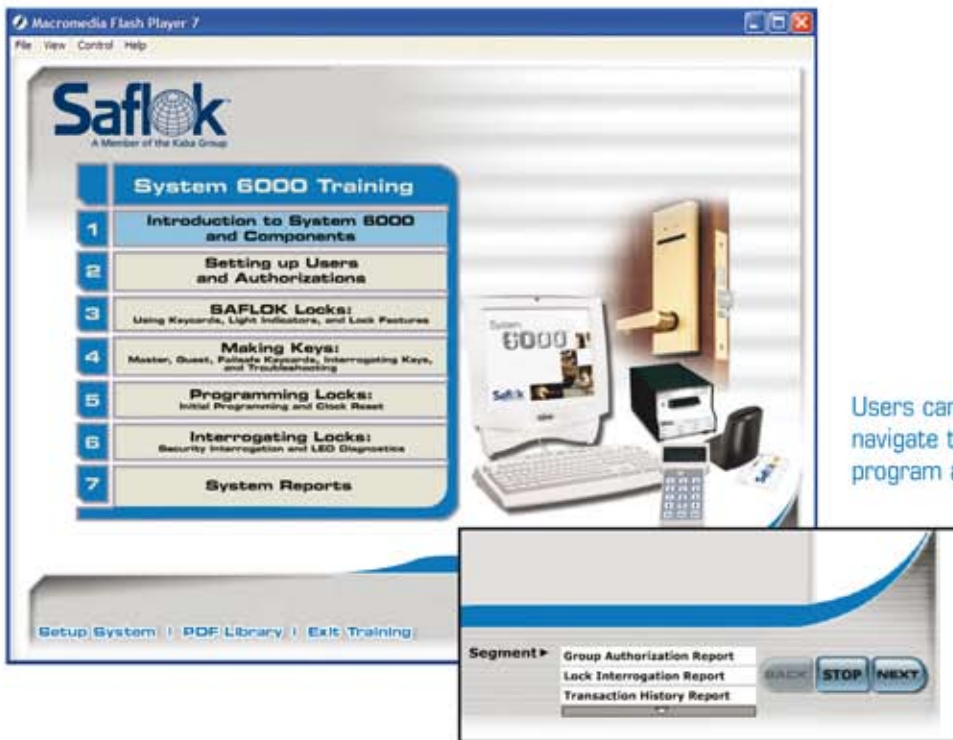 Macromedia Flash Player 7
File View Control Help
Saflok
A Member of the Kaba Group
System 6000 Training
1 Introduction to System 6000
and Components
2 Setting up Users
and Authorizations
3 SAFLOK Locks:
Using Keycards, Light Indicators, and Lock Features
4 Making Keys:
Master, Guest, Failsafe Keycards, Interrogating Keys,
and Troubleshooting
5 Programming Locks:
Initial Programming and Clock Reset
6 Interrogating Locks:
Security Interrogation and LED Diagnostics
7 System Reports
System
6000
Saflok
Users can
navigate t
program a
Setup System | PDF Library | Exit Training
Segment
Group Authorization Report
Lock Interrogation Report
Transaction History Report
BACK STOP NEXT